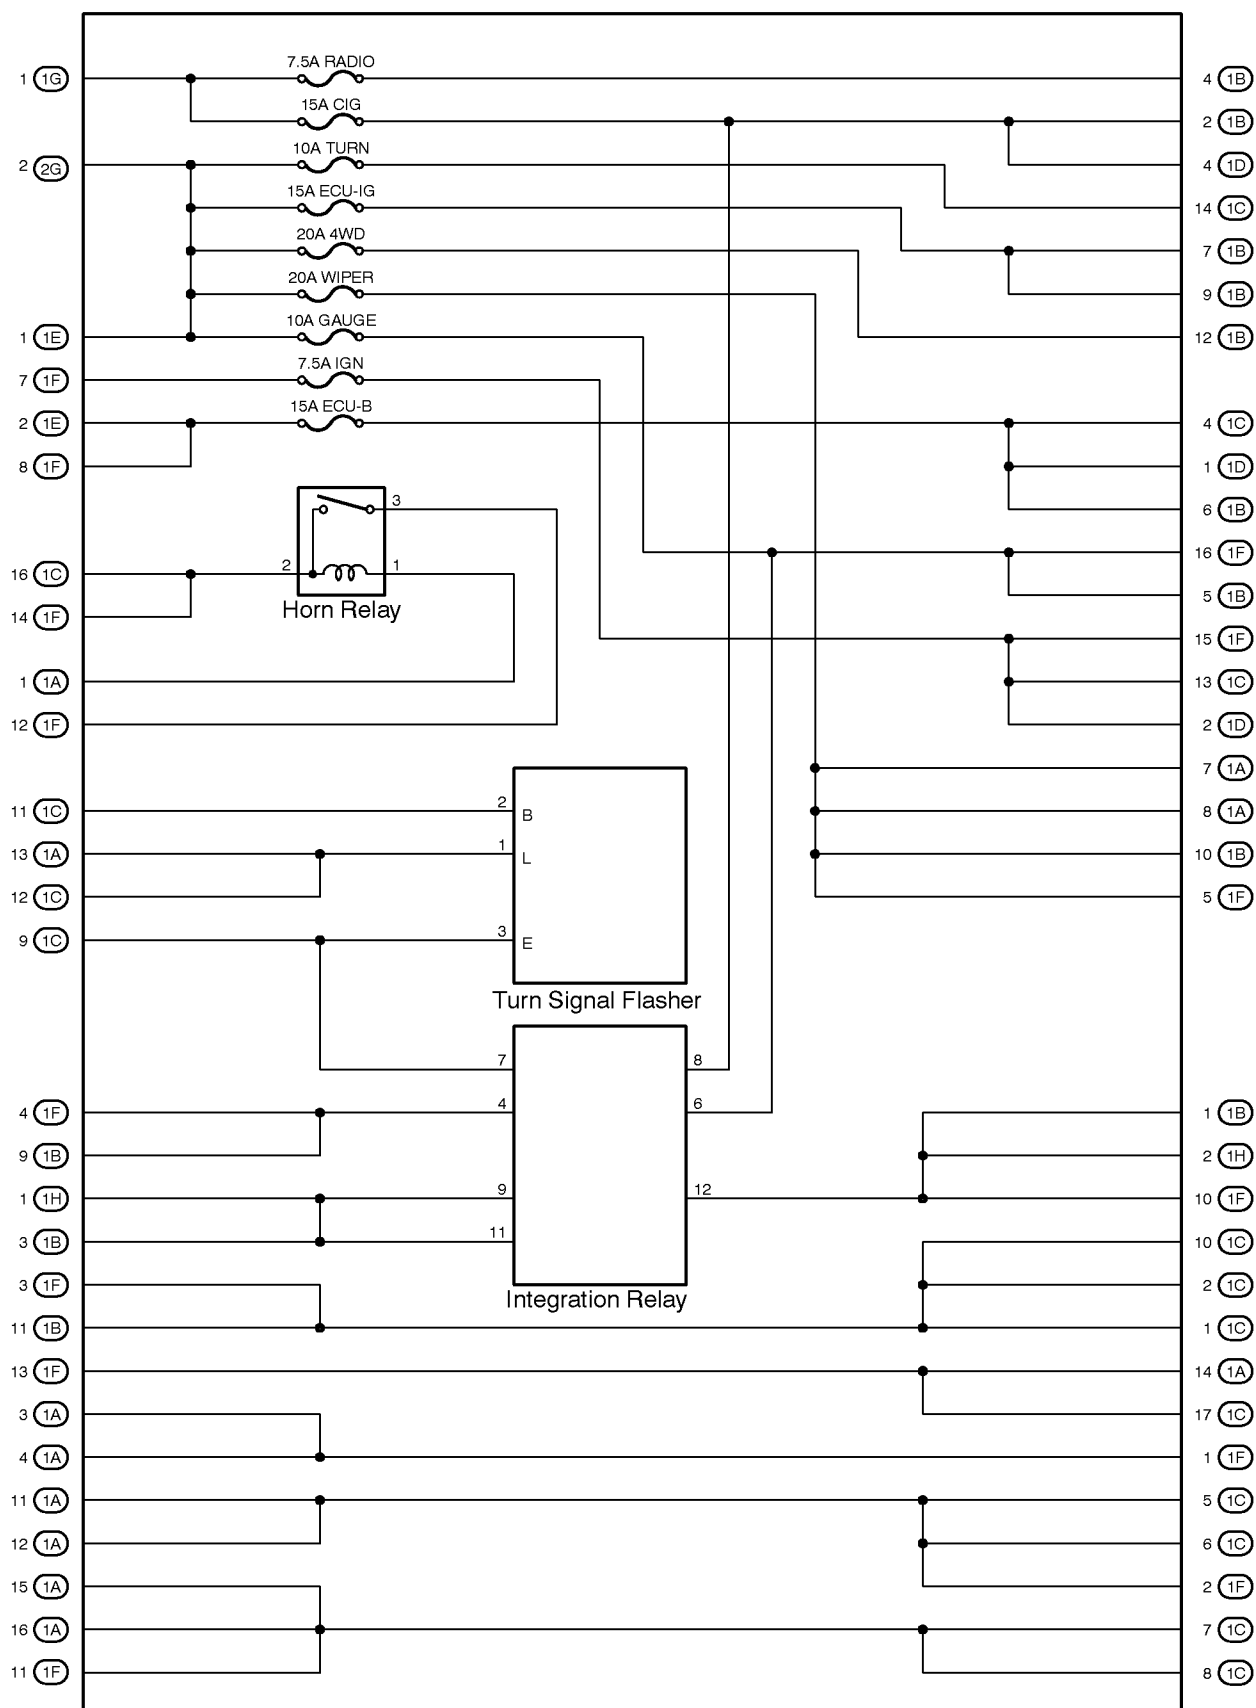 7.5A RADIO
1 1G 4 1B
15A CIG
2 1B
10A TURN
2 2G 4 1D
15A ECU-IG
14 1C
20A 4WD
7 1B
20A WIPER
9 1B
10A GAUGE
1 1E 12 1B
7.5A IGN
7 1F
15A ECU-B
2 1E 4 1C
8 1F 1 1D
3
6 1B
16 1F
16 1C 2 1
5 1B
Horn Relay
14 1F
15 1F
1 1A 13 1C
12 1F 2 1D
7 1A
11 1C 2 B 8 1A
13 1A 1 L 10 1B
12 1C 5 1F
9 1C 3 E
Turn Signal Flasher
7 8
4 1F 4 6 1 1B
9 1B 2 1H
1 1H 9 12 10 1F
3 1B 11 10 1C
3 1F 2 1C
Integration Relay
11 1B 1 1C
13 1F 14 1A
3 1A 17 1C
4 1A 1 1F
11 1A 5 1C
12 1A 6 1C
15 1A 2 1F
16 1A 7 1C
11 1F 8 1C